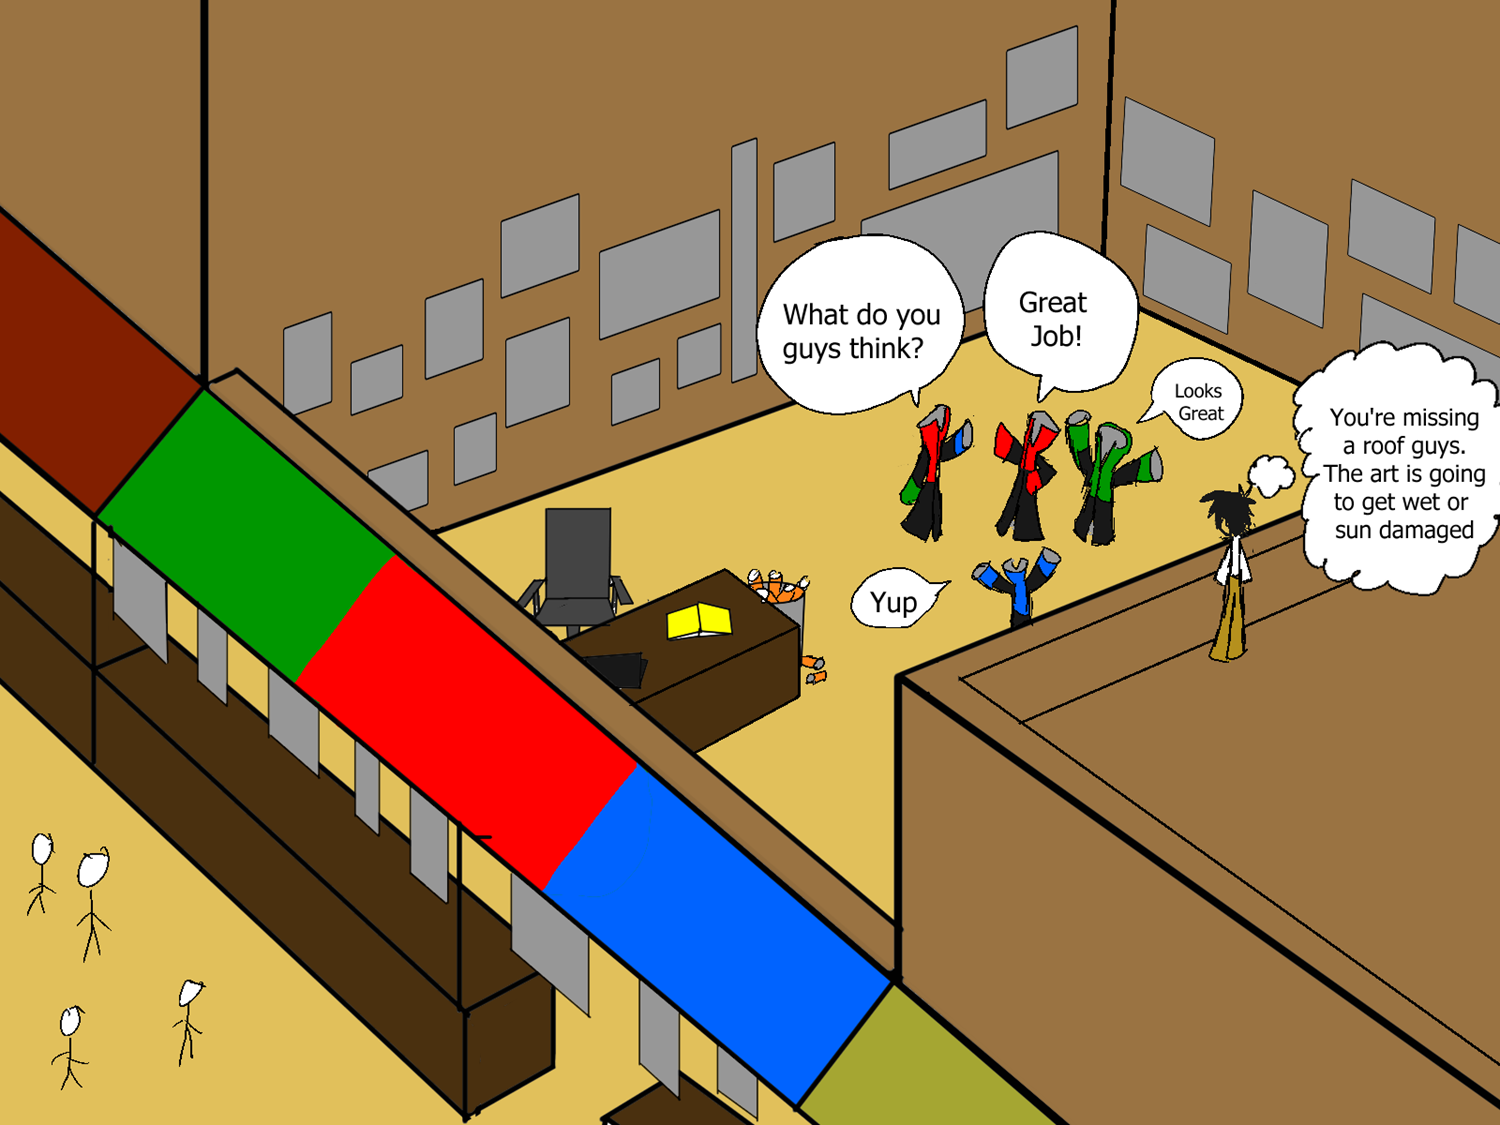 What do you
guys think?
Great
Job!
Looks
Great
Yup
You're missing
a roof guys.
The art is going
to get wet or
sun damaged